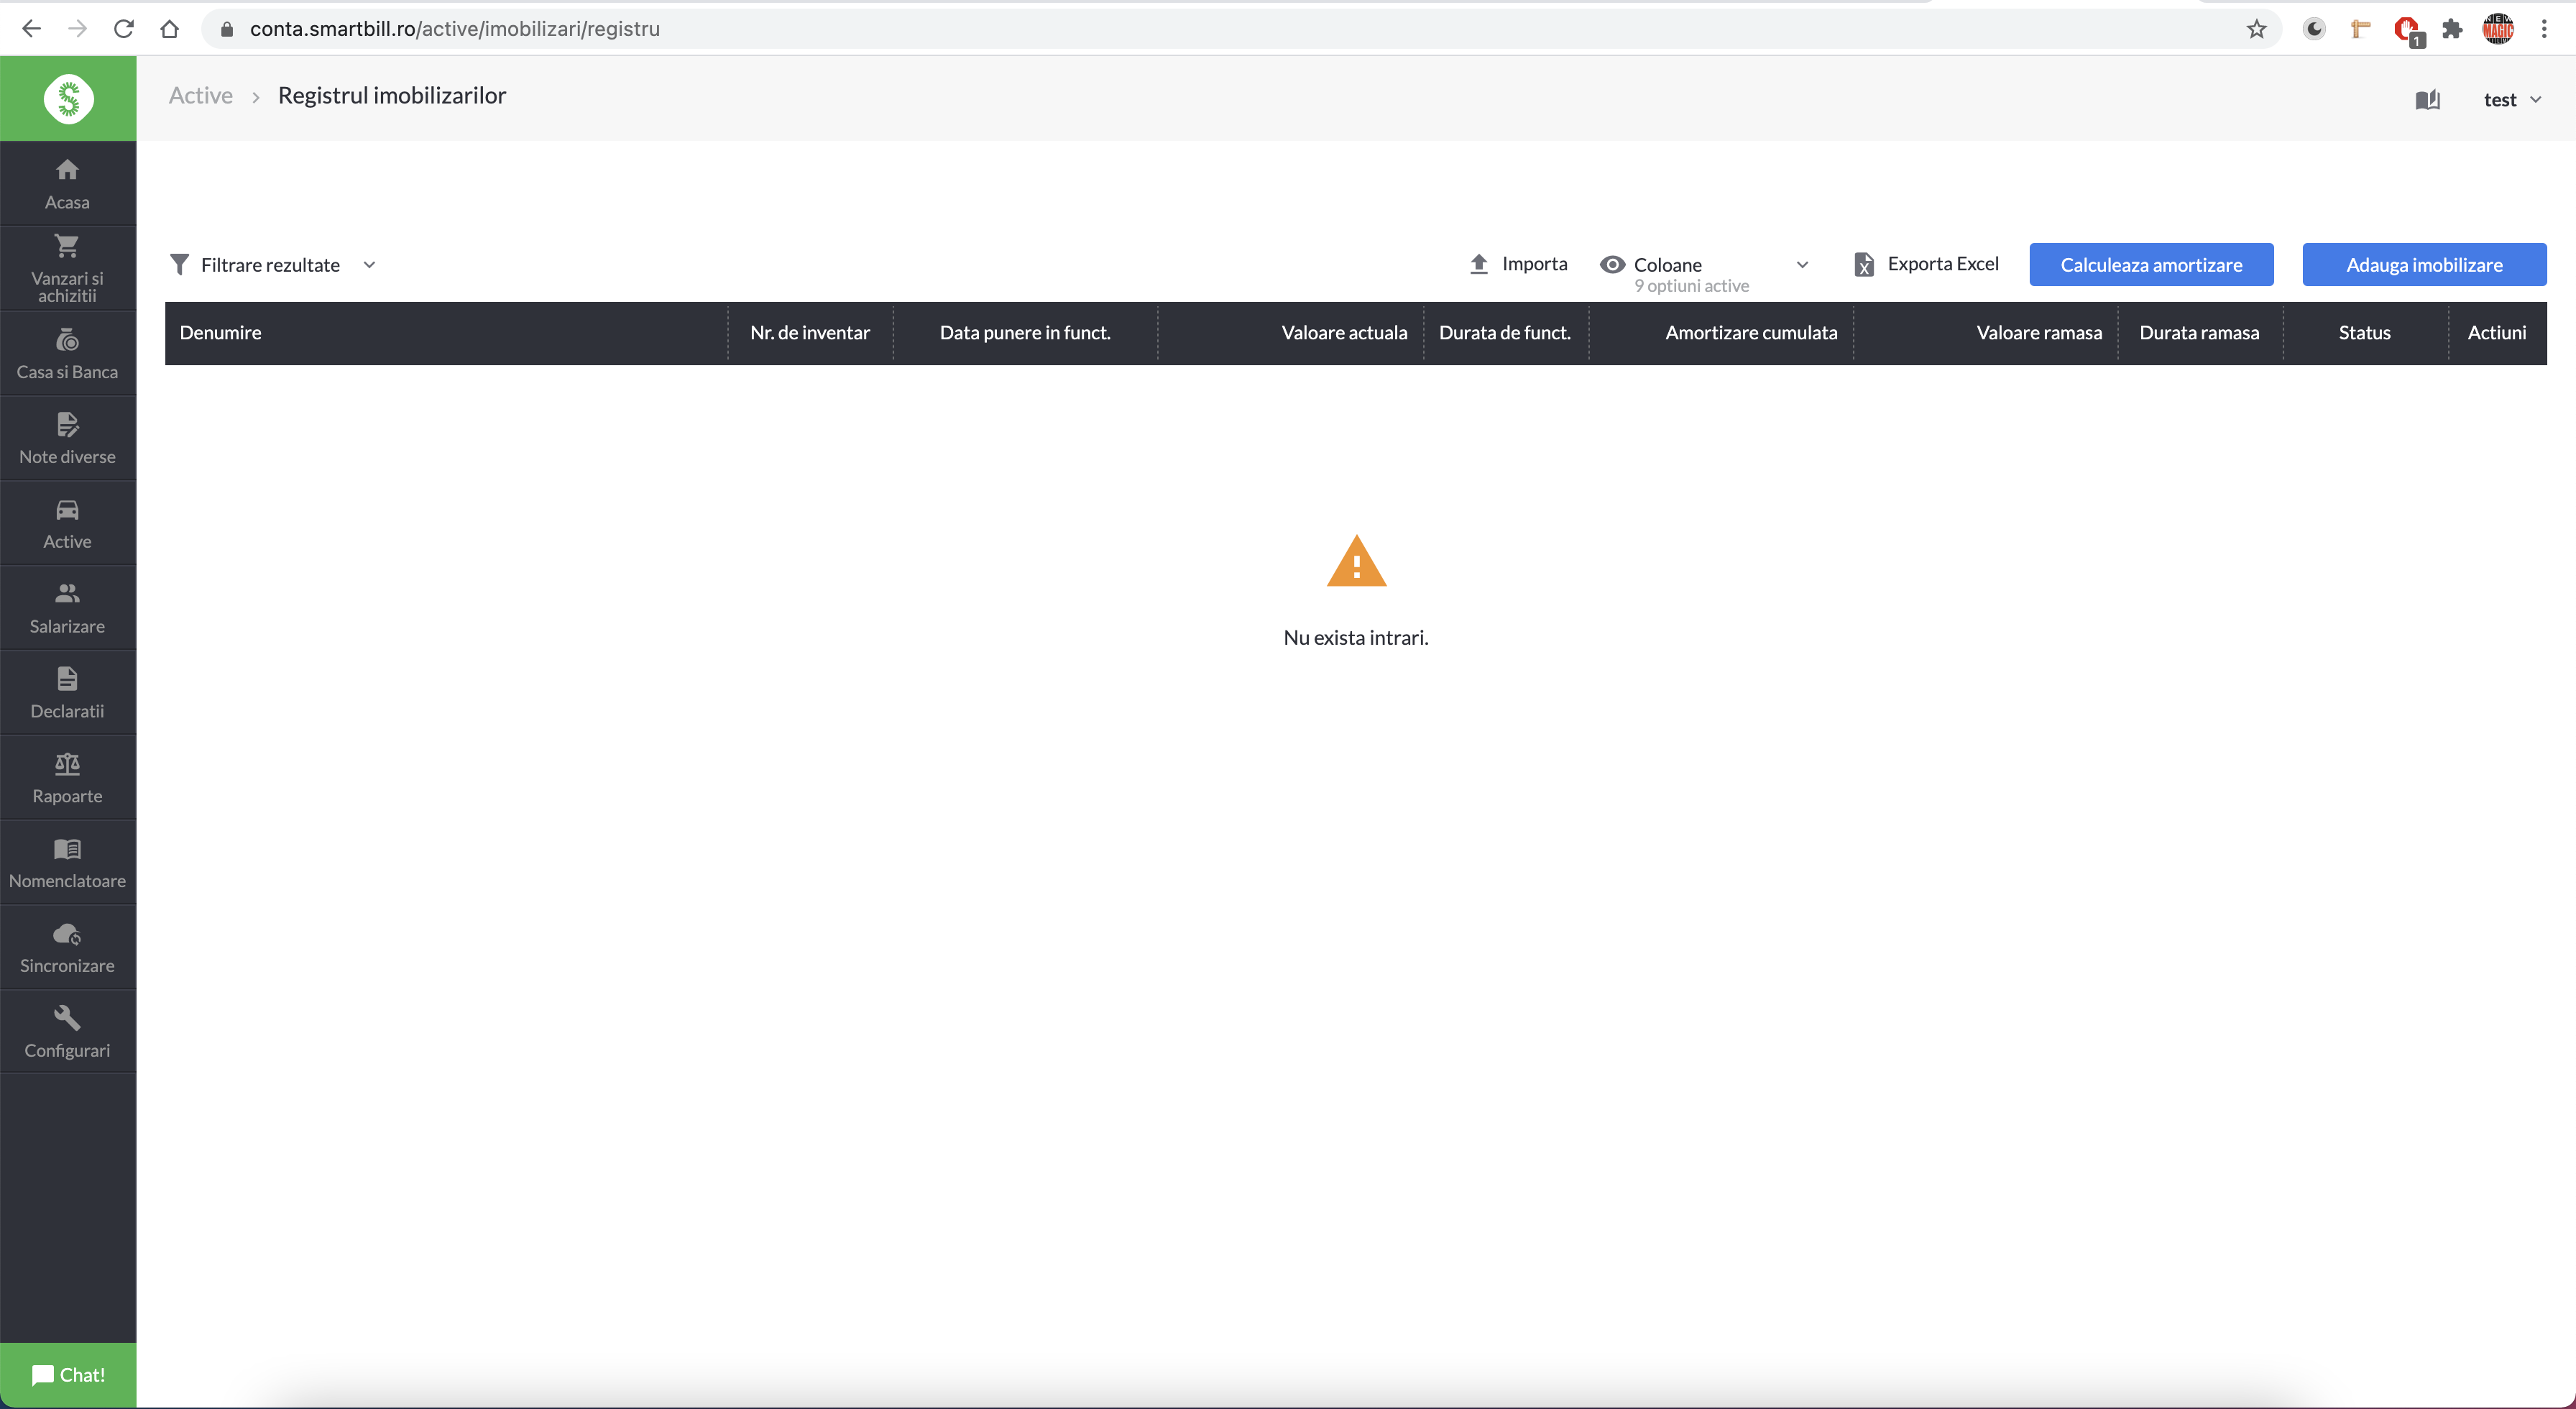 conta.smartbill.ro/active/imobilizari/registru
1
NEW
MAGIC
S
Active > Registrul imobilizarilor
test
Acasa
Vanzari si
achizitii
Casa si Banca
Note diverse
Active
Salarizare
Declaratii
Rapoarte
Nomenclatoare
Sincronizare
Configurari
Chat!
Filtrare rezultate
Importa
Coloane
9 optiuni active
X
Exporta Excel
Calculeaza amortizare
Adauga imobilizare
Denumire
Nr. de inventar
Data punere in funct.
Valoare actuala
Durata de funct.
Amortizare cumulata
Valoare ramasa
Durata ramasa
Status
Actiuni
Nu exista intrari.